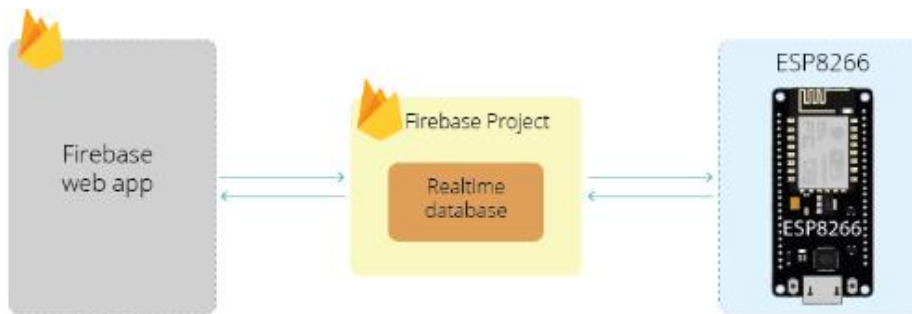 Firebase
web app
Firebase Project
Realtime
database
ESP8266
ESP8266